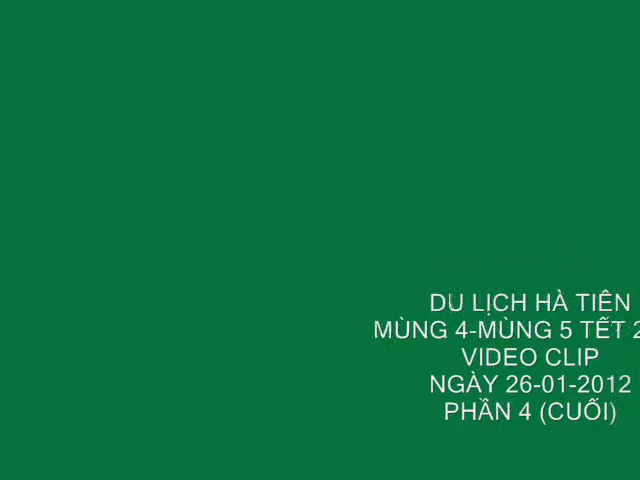 DU LỊCH HÀ TIÊN
MÙNG 4-MÙNG 5 TẾT
VIDEO CLIP
NGÀY 26-01-2012
PHẦN 4 (CUỐI)